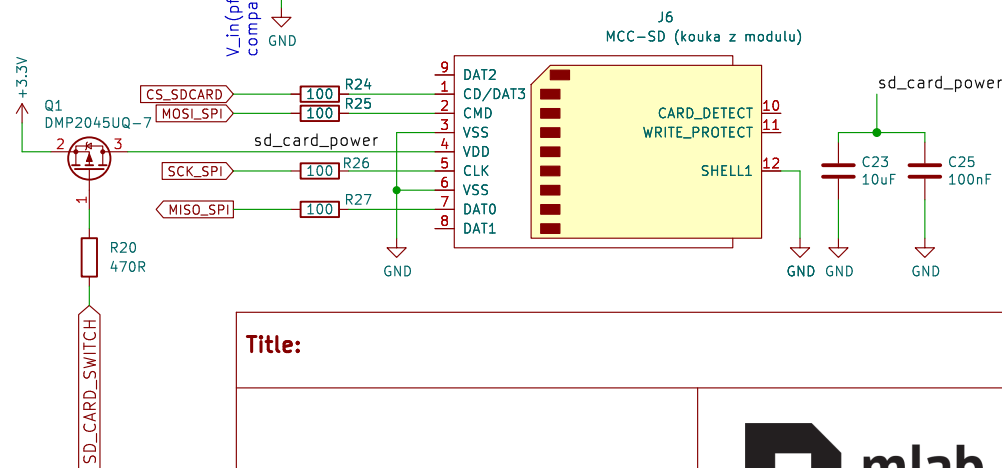 V_in(pf
compa
GND
J6
MCC-SD (kouka z modulu)
+3.3V
Q1
DMP2045UQ-7
2
3
1
CS_SDCARD
100
R24
MOSI_SPI
100
R25
sd_card_power
SCK_SPI
100
R26
MISO_SPI
100
R27
9 DAT2
1 CD/DAT3
2 CMD
3 VSS
4 VDD
5 CLK
6 VSS
7 DAT0
8 DAT1
CARD_DETECT 10
WRITE_PROTECT 11
SHELL1 12
sd_card_power
C23
10uF
C25
100nF
GND
GND
GND
GND
R20
470R
SD_CARD_SWITCH
Title:
mlab